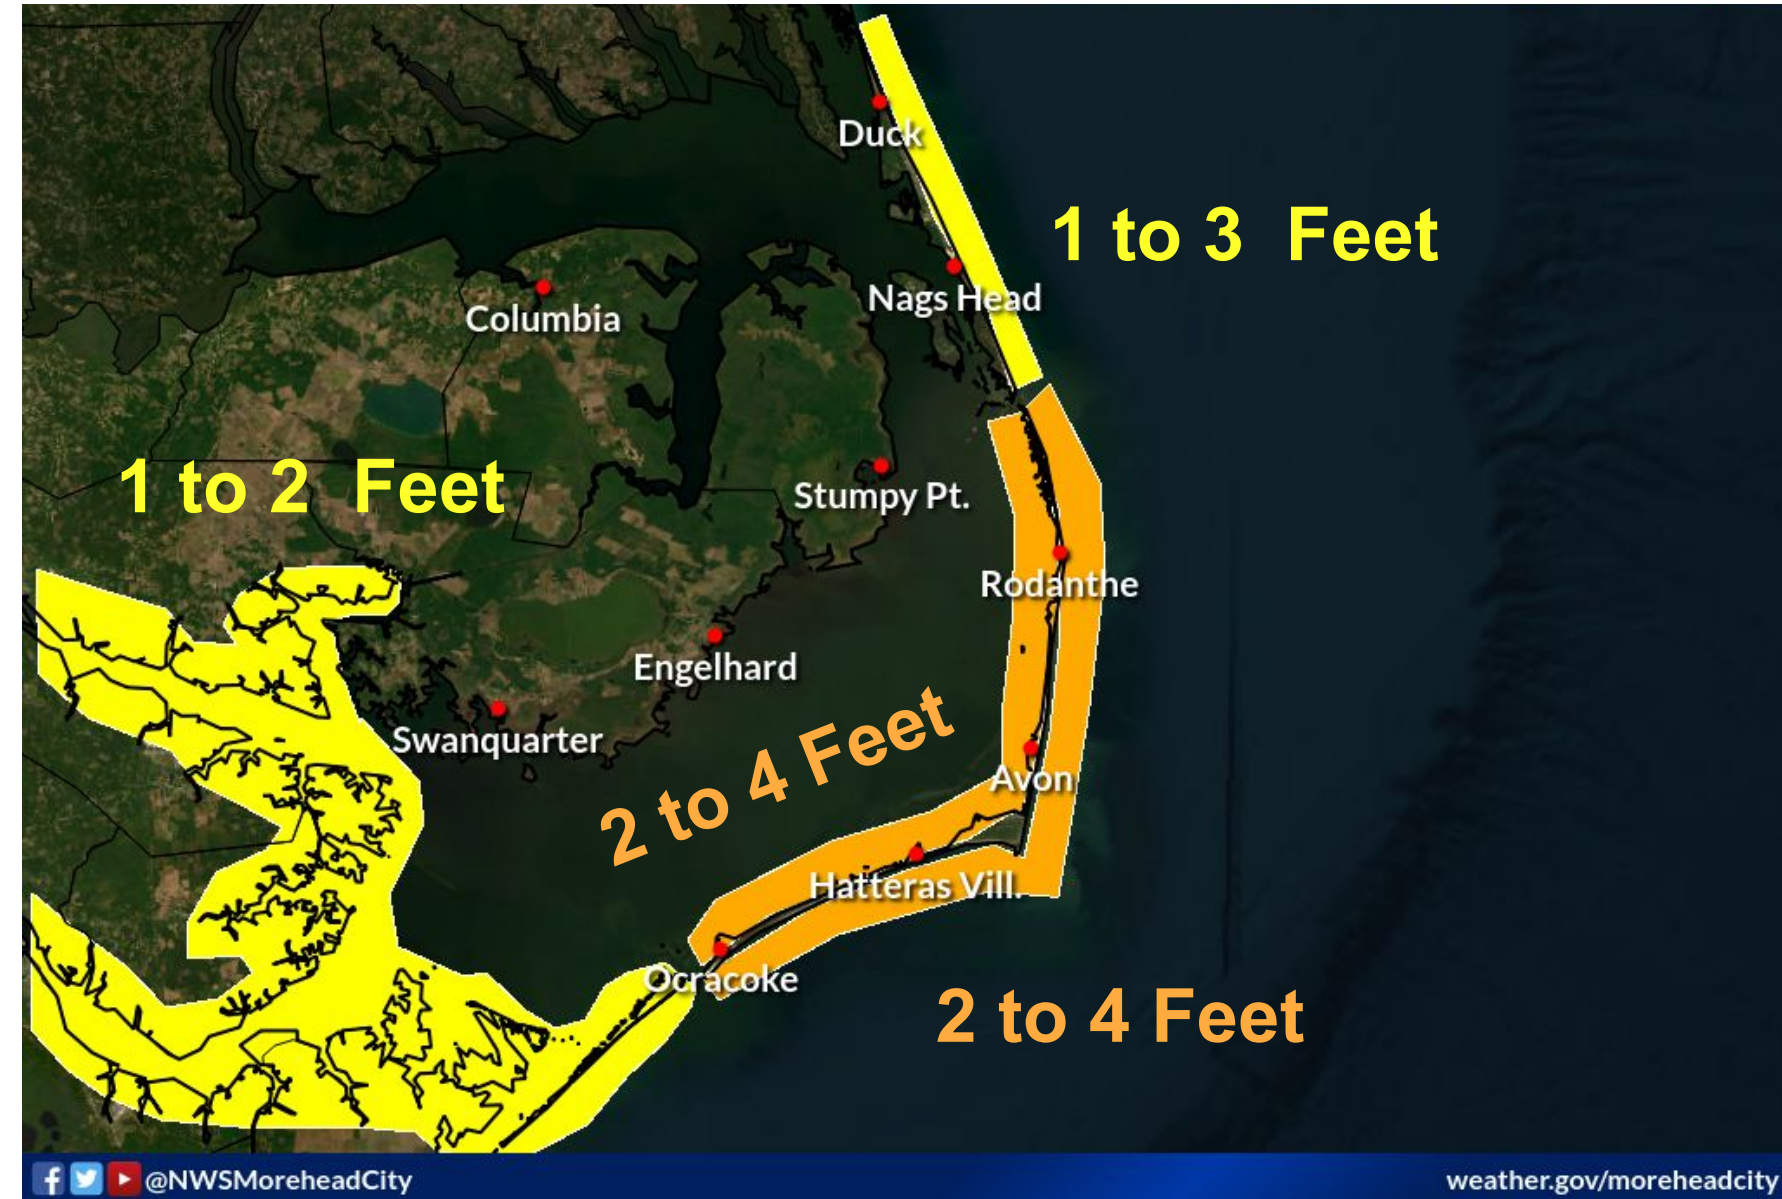 Duck
1 to 3 Feet
Nags Head
Columbia
1 to 2 Feet
Stumpy Pt.
Rodanthe
Engelhard
Swanquarter
2 to 4 Feet
Avon
Hatteras Vill.
Ocracoke
2 to 4 Feet
@NWSMoreheadCity
weather.gov/moreheadcity